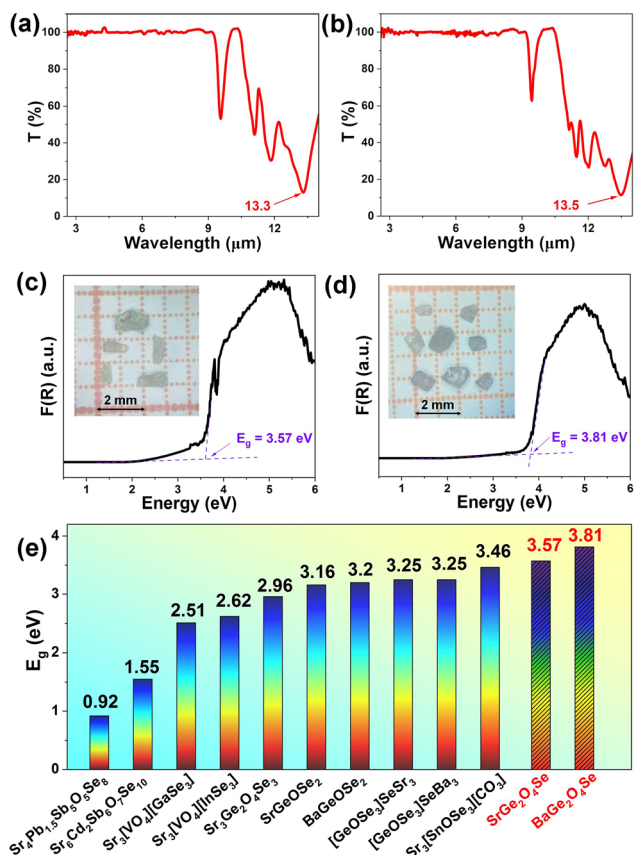 (a)
100
80
60
40
20
0
T (%)
13.3
3
6
9
12
Wavelength (μm)
(b)
100
80
60
40
20
0
T (%)
13.5
3
6
9
12
Wavelength (μm)
(c)
F(R) (a.u.)
2 mm
E_g = 3.57 eV
1
2
3
4
5
6
Energy (eV)
(d)
F(R) (a.u.)
2 mm
E_g = 3.81 eV
1
2
3
4
5
6
Energy (eV)
(e)
E_g (eV)
4
3
2
1
0
0.92
1.55
2.51
2.62
2.96
3.16
3.2
3.25
3.25
3.46
3.57
3.81
Sr₄Pb₁.₅Sb₅O₅Se₈
Sr₆Cd₂Sb₆O₇Se₁₀
Sr₃[VO₄][GaSe₃]
Sr₃[VO₄][InSe₃]
Sr₃Ge₂O₄Se₃
SrGeOSe₂
BaGeOSe₂
[GeOSe₃]SeSr₃
[GeOSe₃]SeBa₃
Sr₃[SnOSe₃][CO₃]
SrGe₂O₄Se
BaGe₂O₄Se